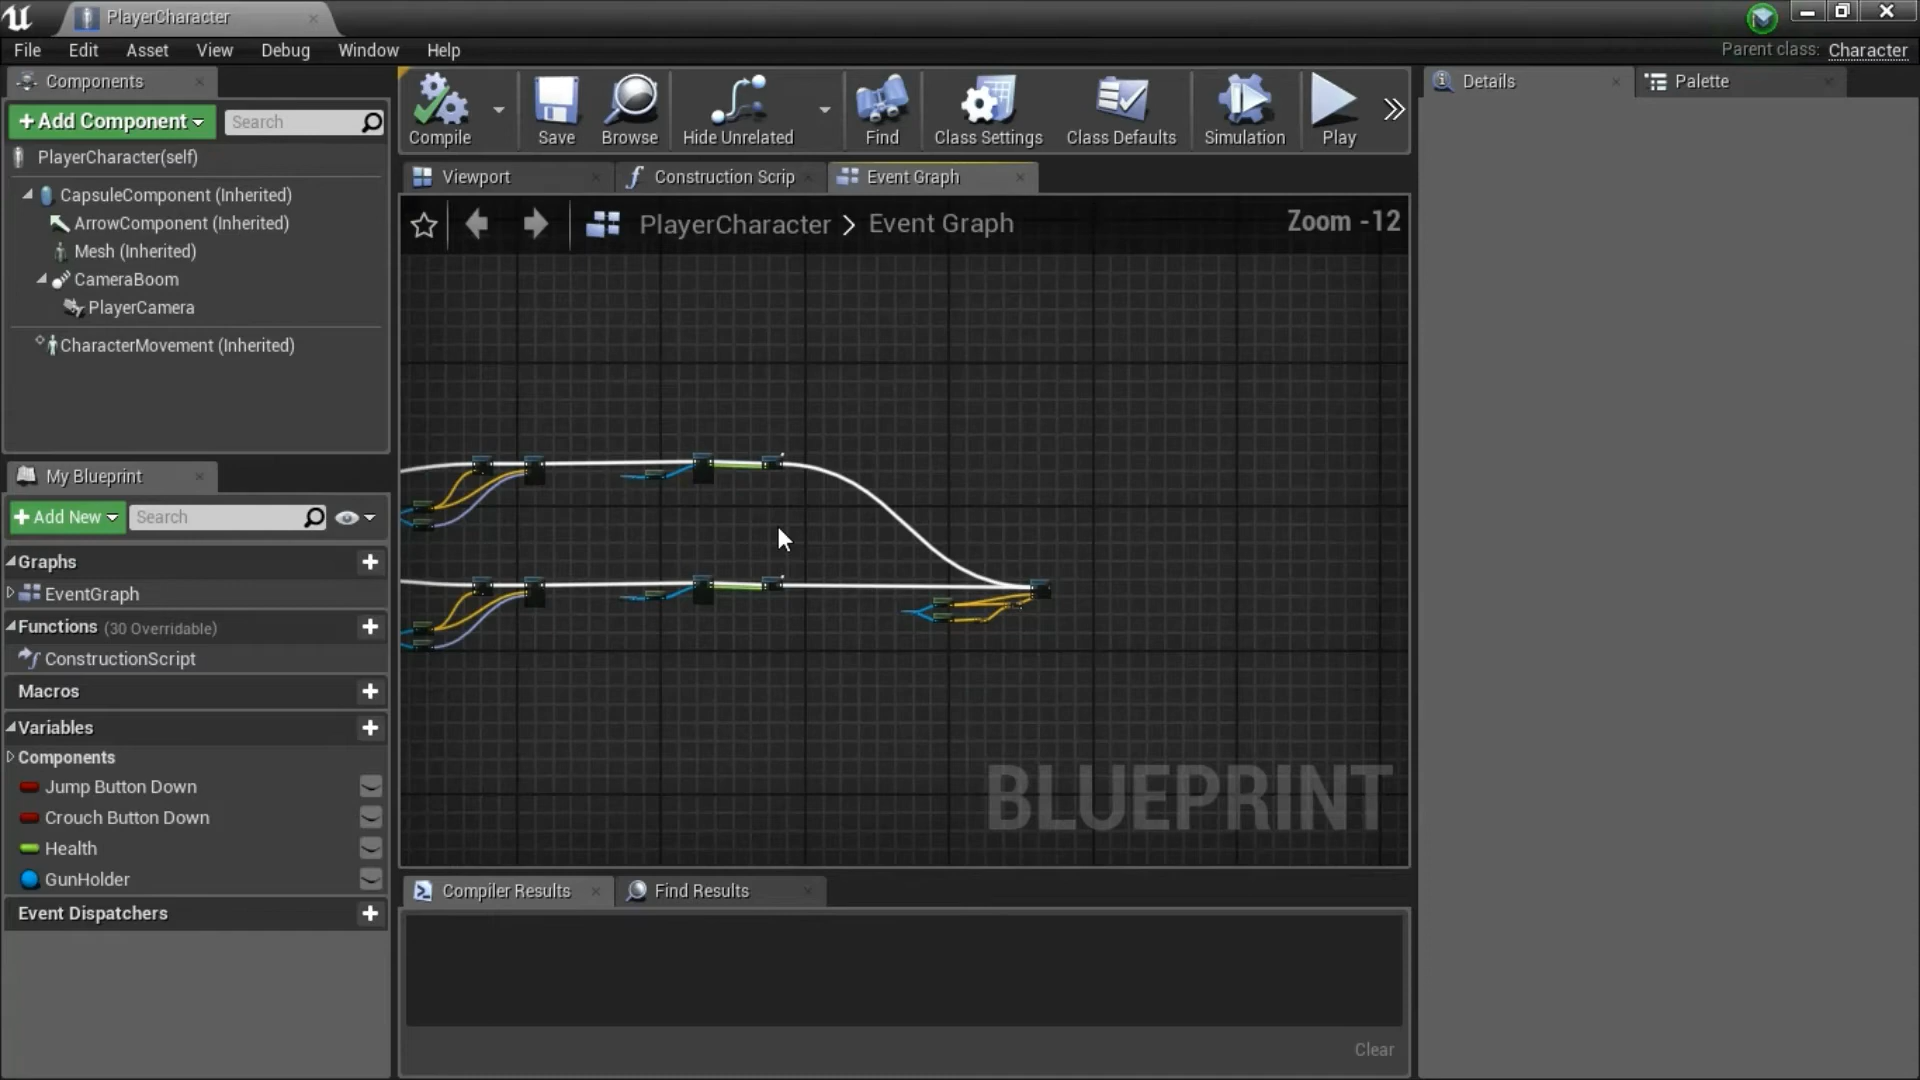 PlayerCharacter
File Edit Asset View Debug Window Help
Parent class: Character
Components
+Add Component
Search
PlayerCharacter(self)
CapsuleComponent (Inherited)
ArrowComponent (Inherited)
Mesh (Inherited)
CameraBoom
PlayerCamera
CharacterMovement (Inherited)
My Blueprint
+Add New
Search
Graphs
EventGraph
Functions (30 Overridable)
ConstructionScript
Macros
Variables
Components
Jump Button Down
Crouch Button Down
Health
GunHolder
Event Dispatchers
Compile Save Browse Hide Unrelated Find Class Settings Class Defaults Simulation Play
Viewport Construction Scrip Event Graph
PlayerCharacter > Event Graph
Zoom -12
BLUEPRINT
Compiler Results Find Results
Clear
Details Palette